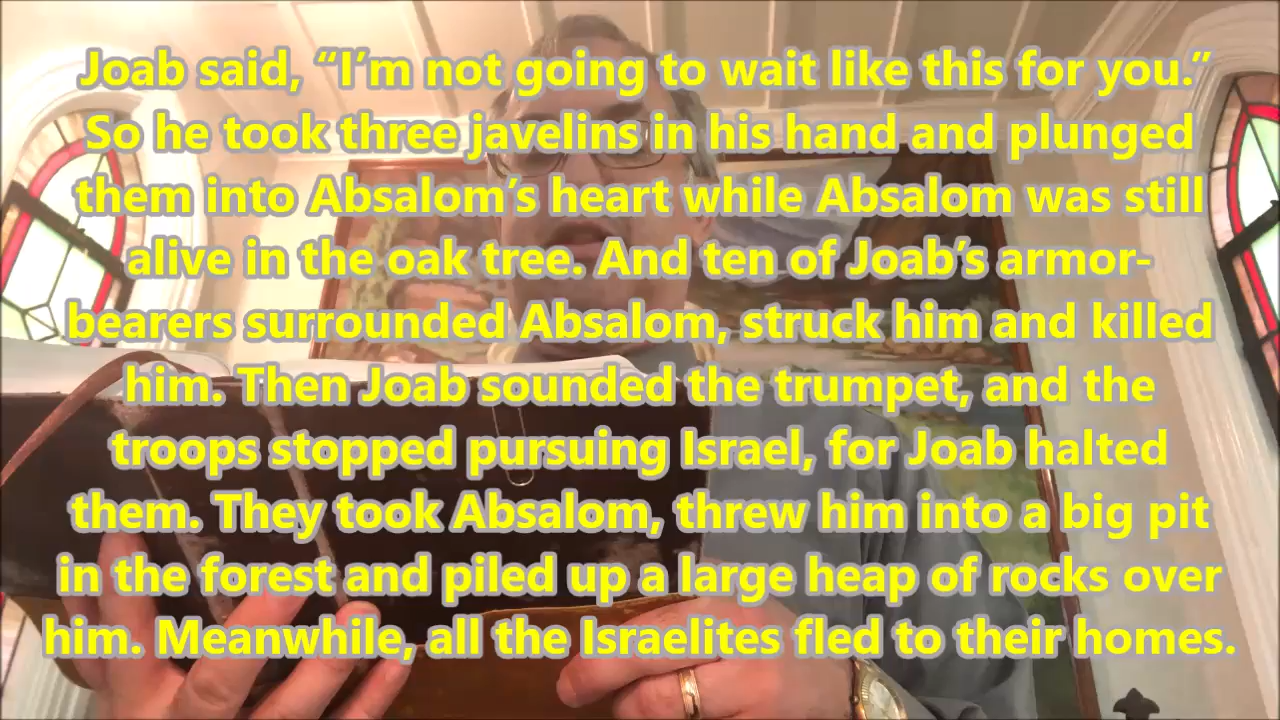 Joab said, “I’m not going to wait like this for you.”
So he took three javelins in his hand and plunged
them into Absalom’s heart while Absalom was still
alive in the oak tree. And ten of Joab’s armor-
bearers surrounded Absalom, struck him and killed
him. Then Joab sounded the trumpet, and the
troops stopped pursuing Israel, for Joab halted
them. They took Absalom, threw him into a big pit
in the forest and piled up a large heap of rocks over
him. Meanwhile, all the Israelites fled to their homes.